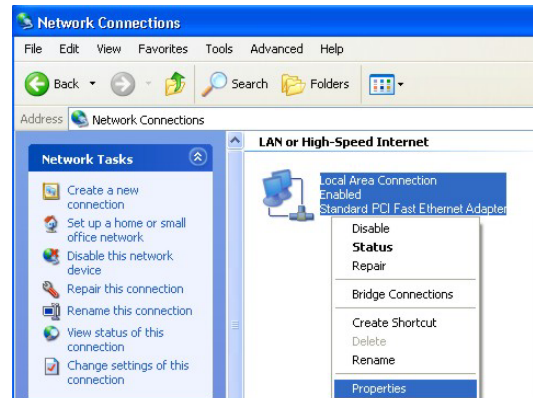 Network Connections
File Edit View Favorites Tools Advanced Help
Back Search Folders
Address Network Connections
Network Tasks
Create a new
connection
Set up a home or small
office network
Disable this network
device
Repair this connection
Rename this connection
View status of this
connection
Change settings of this
connection
LAN or High-Speed Internet
Local Area Connection
Enabled
Standard PCI Fast Ethernet Adapter
Disable
Status
Repair
Bridge Connections
Create Shortcut
Delete
Rename
Properties